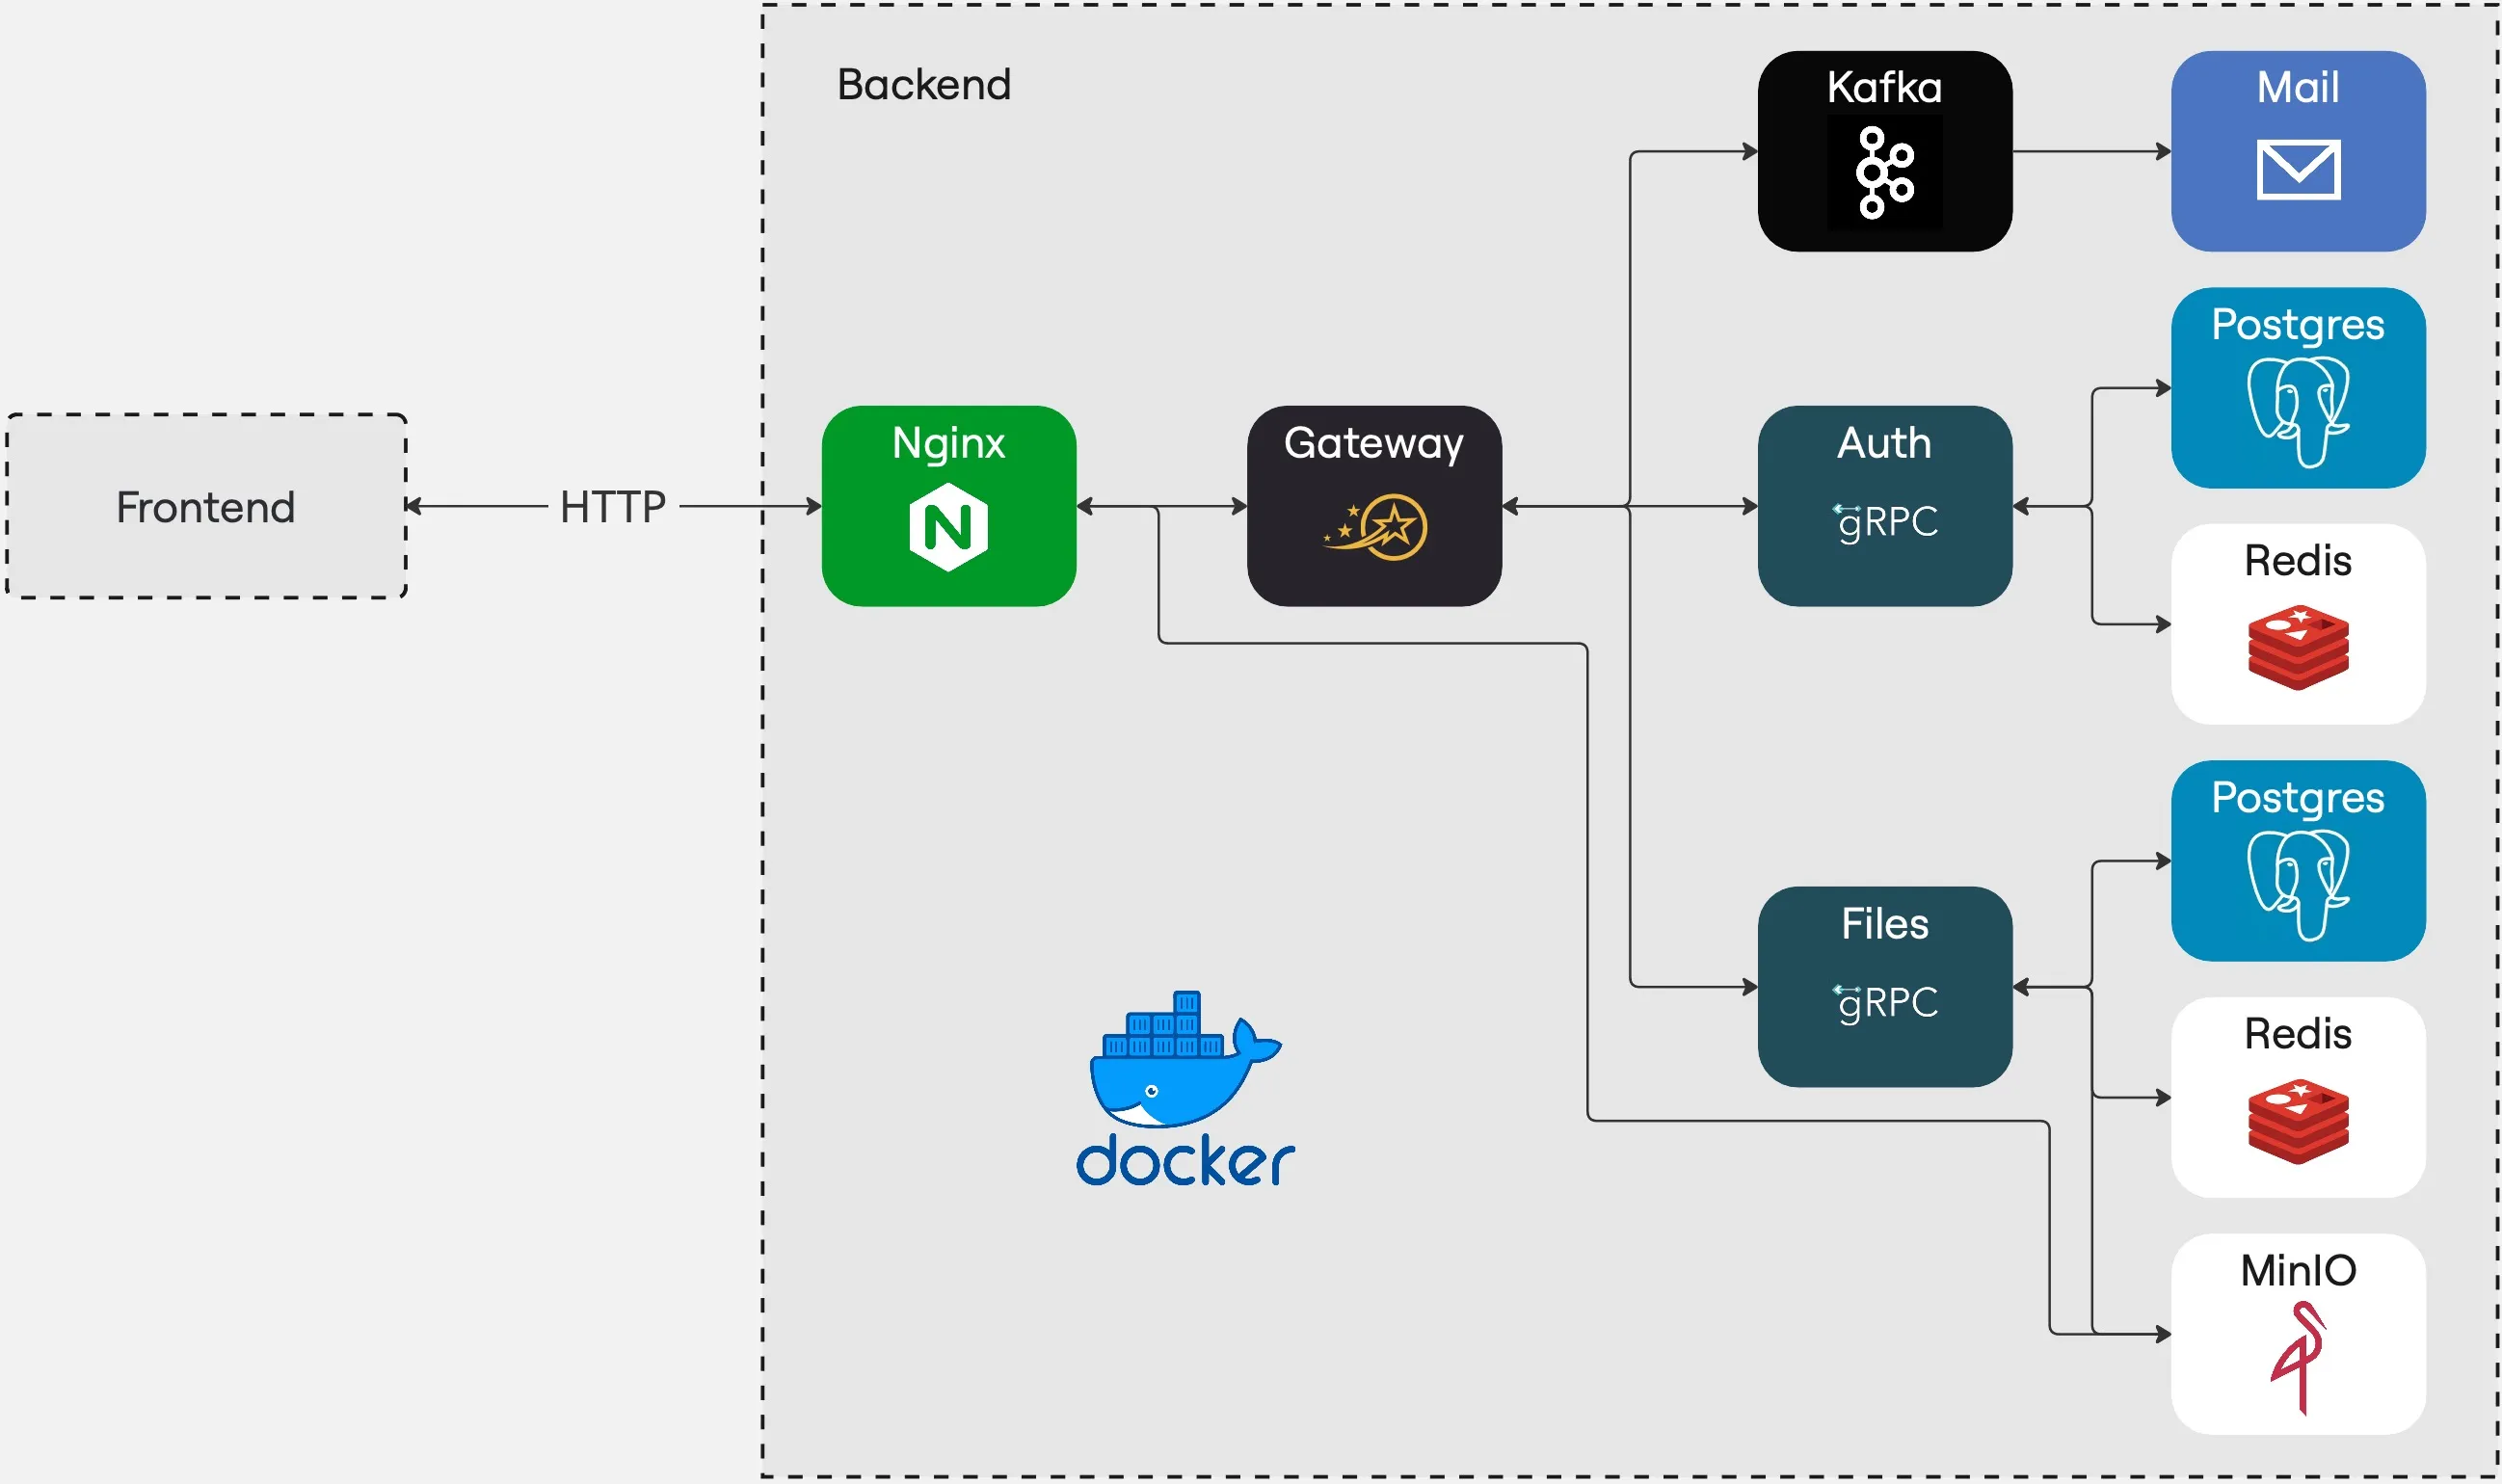 Backend
Kafka
Mail
Postgres
Frontend
HTTP
Nginx
Gateway
Auth
gRPC
Redis
Postgres
Files
gRPC
Redis
docker
MinIO